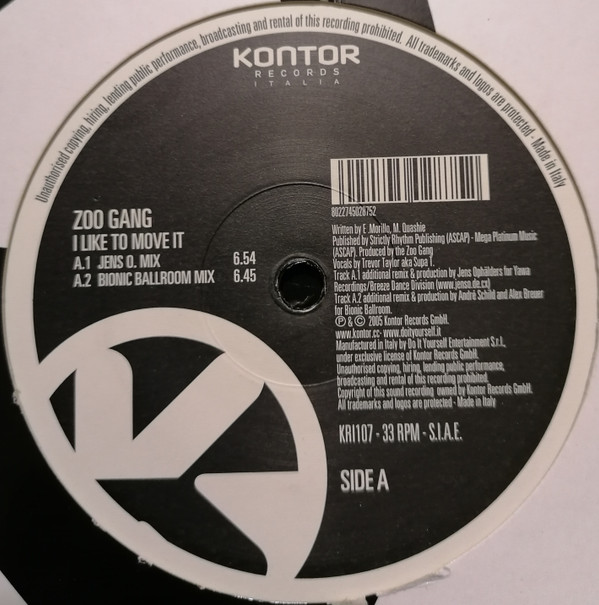 Unauthorised copying, hiring, lending public performance, broadcasting and rental of this recording prohibited. All trademarks and logos are protected - Made in Italy
KONTOR
RECORDS
ITALIA
8022745026752
ZOO GANG
I LIKE TO MOVE IT
A.1 JENS O. MIX 6.54
A.2 BIONIC BALLROOM MIX 6.45
Written by E .Morillo, M. Quashie
Published by Strictly Rhythm Publishing (ASCAP) - Mega Platinum Music
(ASCAP). Produced by the Zoo Gang
Vocals by Trevor Taylor aka Supa T.
Track A.1 additional remix & production by Jens Ophälders for Yawa
Recordings/Breeze Dance Division (www.jenso.de.cx)
Track A.2 additional remix & production by André Schild and Alex Breuer
for Bionic Ballroom.
℗ & © 2005 Kontor Records GmbH.
www.kontor.cc- www.doityourself.it
Manufactured in Italy by Do It Yourself Entertainment S.r.l.,
under exclusive license of Kontor Records GmbH.
Unauthorised copying, hiring, lending public performance,
broadcasting and rental of this recording prohibited.
Copyright of this sound recording owned by Kontor Records GmbH.
All trademarks and logos are protected - Made in Italy
KRI107 - 33 RPM - S.I.A.E.
SIDE A